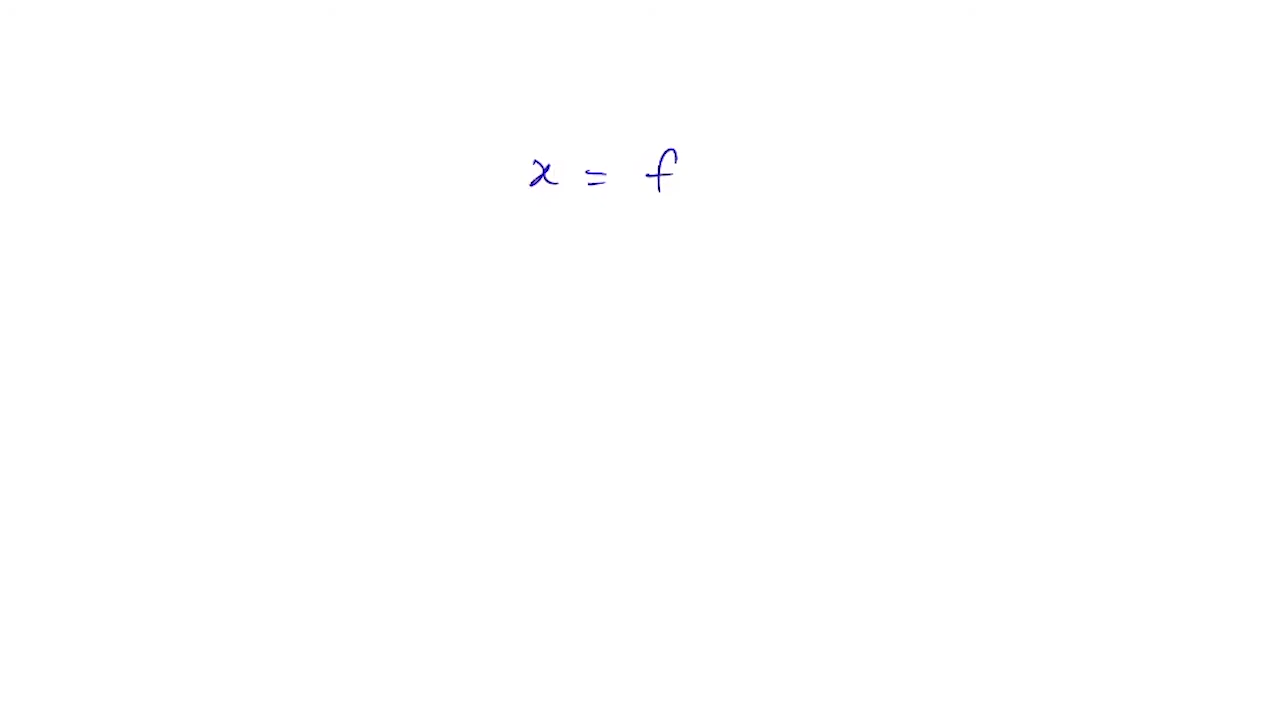 x = f